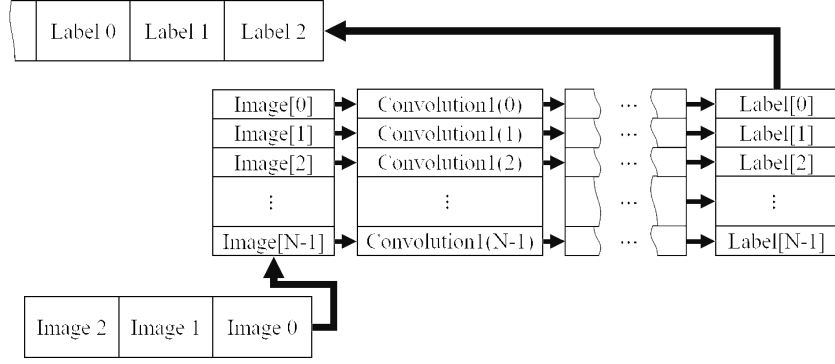 Label 0 Label 1 Label 2
Image[0] Convolution1(0) ... Label[0]
Image[1] Convolution1(1) ... Label[1]
Image[2] Convolution1(2) ... Label[2]
⋮ ⋮ ... ⋮
Image[N-1] Convolution1(N-1) ... Label[N-1]
Image 2 Image 1 Image 0